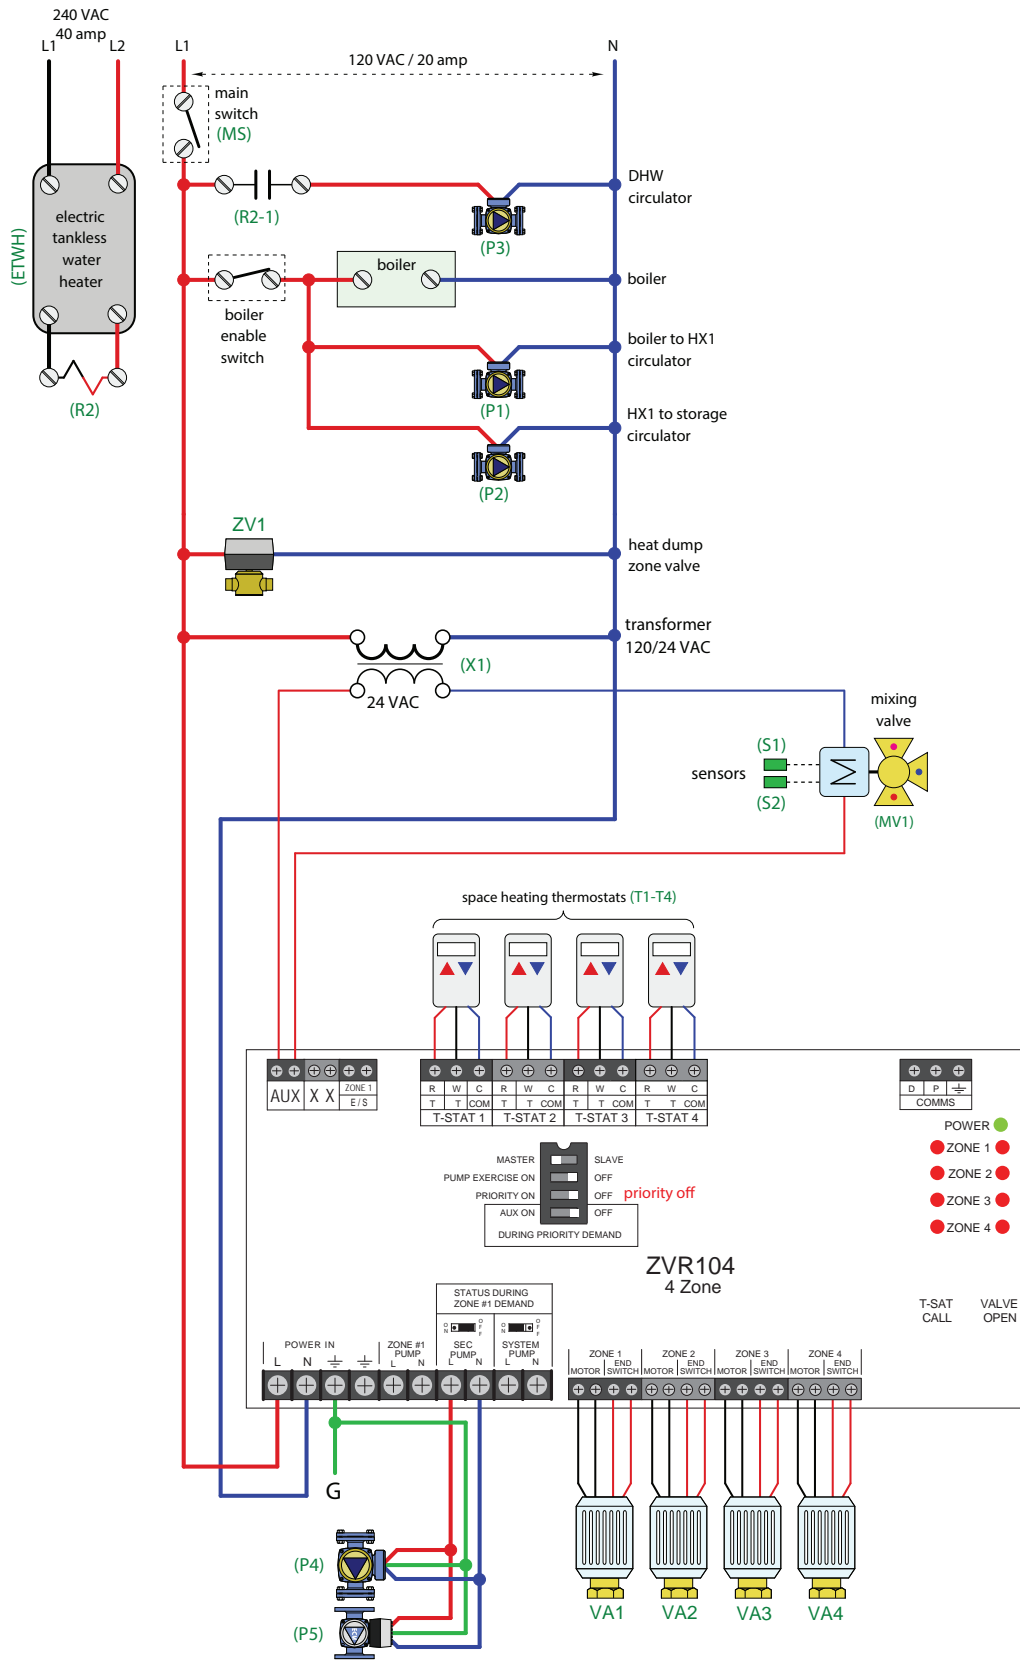 240 VAC
40 amp
L1
L2
L1
N
120 VAC / 20 amp
main
switch
(MS)
(ETWH)
electric
tankless
water
heater
(R2)
(R2-1)
(P3)
DHW
circulator
boiler
boiler
boiler
enable
switch
boiler to HX1
circulator
(P1)
HX1 to storage
circulator
(P2)
ZV1
heat dump
zone valve
transformer
120/24 VAC
(X1)
24 VAC
mixing
valve
(S1)
sensors
(S2)
M
(MV1)
space heating thermostats (T1-T4)
AUX
X X
ZONE 1
E / S
R W C
R W C
R W C
R W C
T T COM
T T COM
T T COM
T T COM
T-STAT 1
T-STAT 2
T-STAT 3
T-STAT 4
D P
COMMS
POWER
ZONE 1
ZONE 2
ZONE 3
ZONE 4
MASTER
SLAVE
PUMP EXERCISE ON
OFF
PRIORITY ON
OFF
priority off
AUX ON
OFF
DURING PRIORITY DEMAND
ZVR104
4 Zone
T-SAT
CALL
VALVE
OPEN
STATUS DURING
ZONE #1 DEMAND
ON
OFF
ON
OFF
POWER IN
L
N
ZONE #1
PUMP
L N
SEC
PUMP
L N
SYSTEM
PUMP
L N
ZONE 1
MOTOR
END
SWITCH
ZONE 2
MOTOR
END
SWITCH
ZONE 3
MOTOR
END
SWITCH
ZONE 4
MOTOR
END
SWITCH
G
(P4)
(P5)
VA1
VA2
VA3
VA4